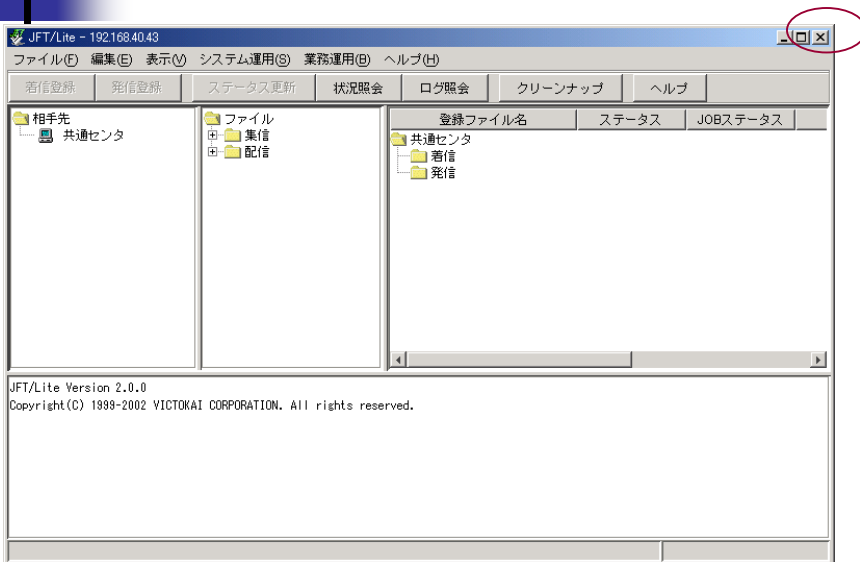 JFT/Lite - 192.168.40.43
ファイル(F) 編集(E) 表示(V) システム運用(S) 業務運用(B) ヘルプ(H)
着信登録 発信登録 ステータス更新 状況照会 ログ照会 クリーンナップ ヘルプ
相手先
共通センタ
ファイル
集信
配信
登録ファイル名 ステータス JOBステータス
共通センタ
着信
発信
JFT/Lite Version 2.0.0
Copyright(C) 1999-2002 VICTOKAI CORPORATION. All rights reserved.